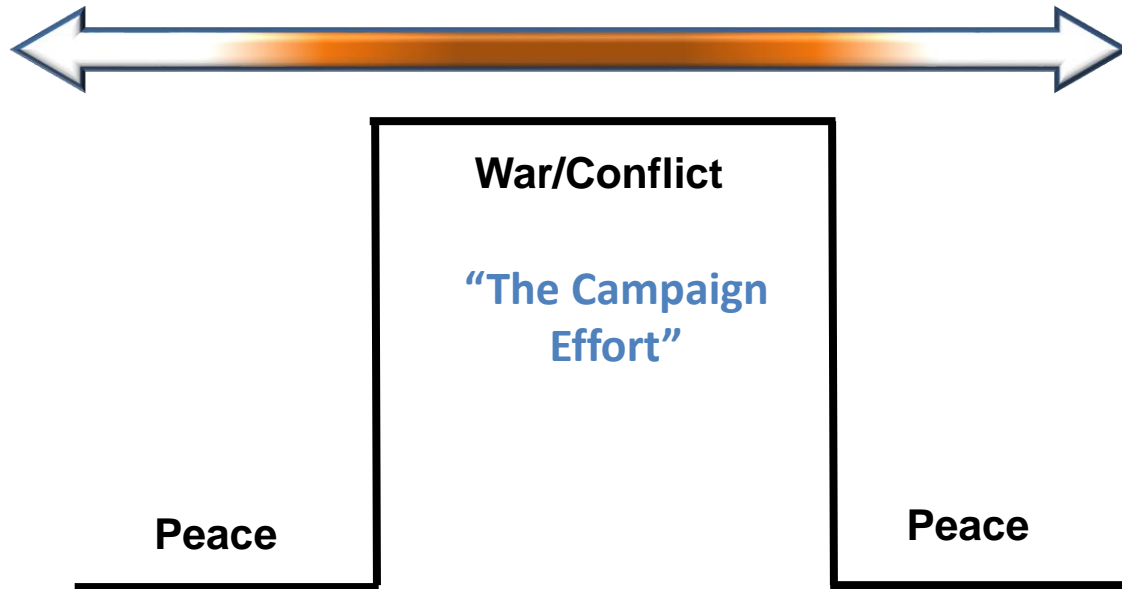 War/Conflict
“The Campaign
Effort”
Peace
Peace